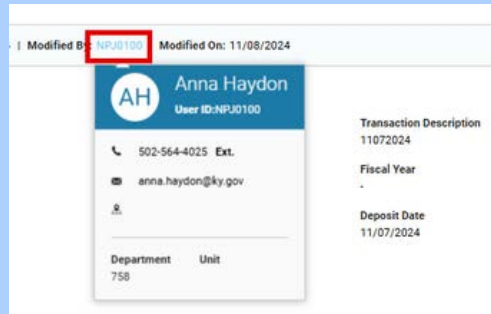 | Modified By: NPJ0100 Modified On: 11/08/2024
AH
Anna Haydon
User ID:NPJ0100
502-564-4025 Ext.
anna.haydon@ky.gov
Department Unit
758
Transaction Description
11072024
Fiscal Year
-
Deposit Date
11/07/2024